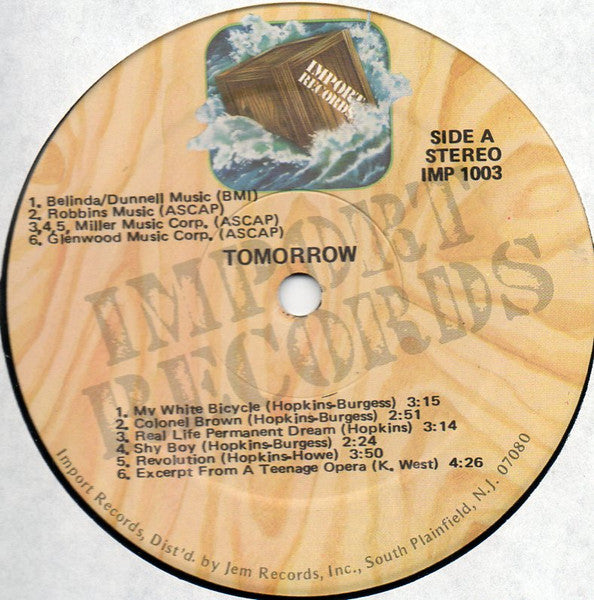 IMPORT
RECORDS
SIDE A
STEREO
IMP 1003
1. Belinda/Dunnell Music (BMI)
2. Robbins Music (ASCAP)
3,4,5, Miller Music Corp. (ASCAP)
6. Glenwood Music Corp. (ASCAP)
TOMORROW
IMPORT
RECORDS
1. My White Bicycle (Hopkins-Burgess) 3:15
2. Colonel Brown (Hopkins-Burgess) 2:51
3. Real Life Permanent Dream (Hopkins) 3:14
4. Shy Boy (Hopkins-Burgess) 2:24
5. Revolution (Hopkins-Howe) 3:50
6. Excerpt From A Teenage Opera (K. West) 4:26
Import Records, Dist'd. by Jem Records, Inc., South Plainfield, N.J. 07080